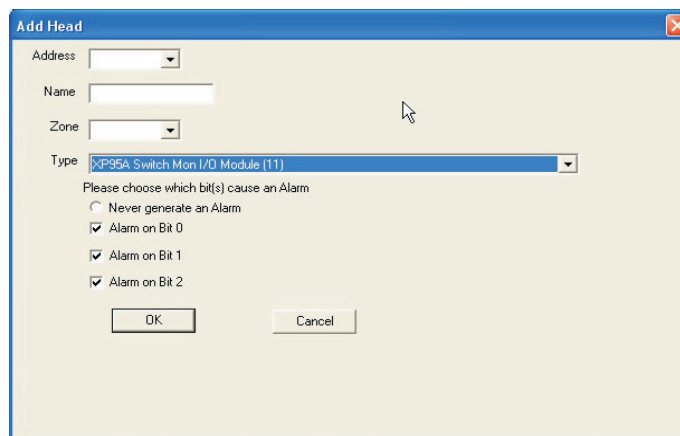 Add Head
Address
Name
Zone
Type XP95A Switch Mon I/O Module (11)
Please choose which bit(s) cause an Alarm
Never generate an Alarm
Alarm on Bit 0
Alarm on Bit 1
Alarm on Bit 2
OK Cancel